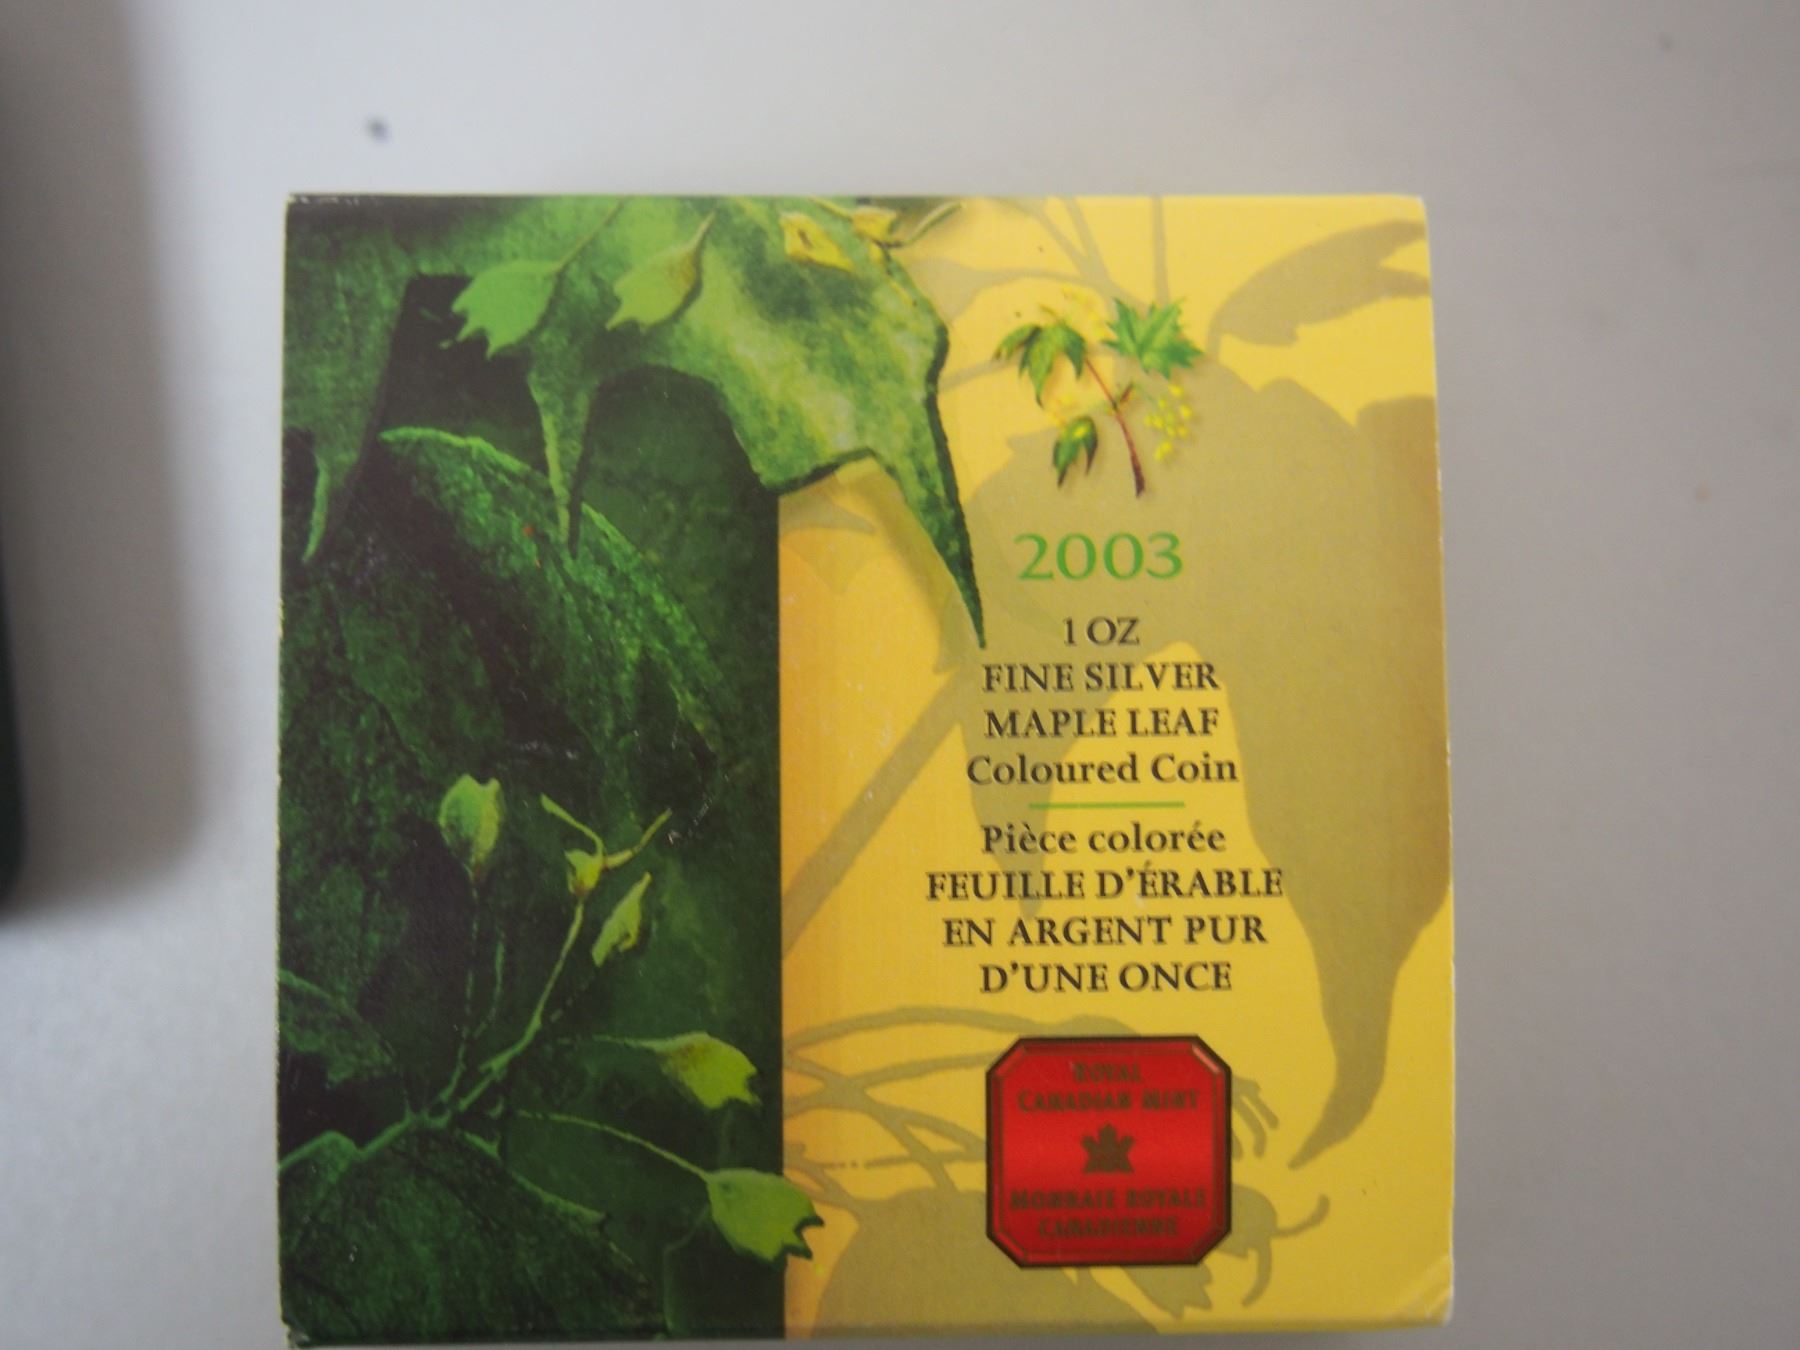 2003
1 OZ
FINE SILVER
MAPLE LEAF
Coloured Coin
Pièce colorée
FEUILLE D'ÉRABLE
EN ARGENT PUR
D'UNE ONCE
ROYAL
CANADIAN MINT
MONNAIE ROYALE
CANADIENNE